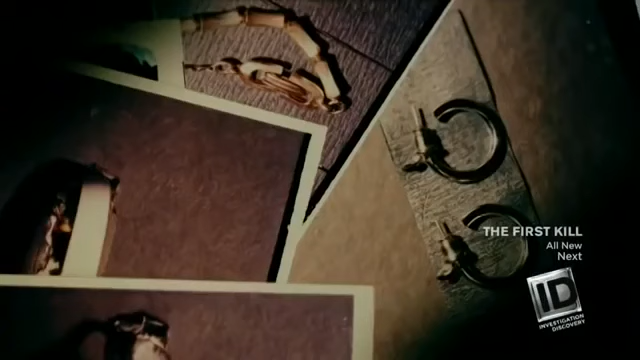 THE FIRST KILL
All New
Next
ID
INVESTIGATION
DISCOVERY